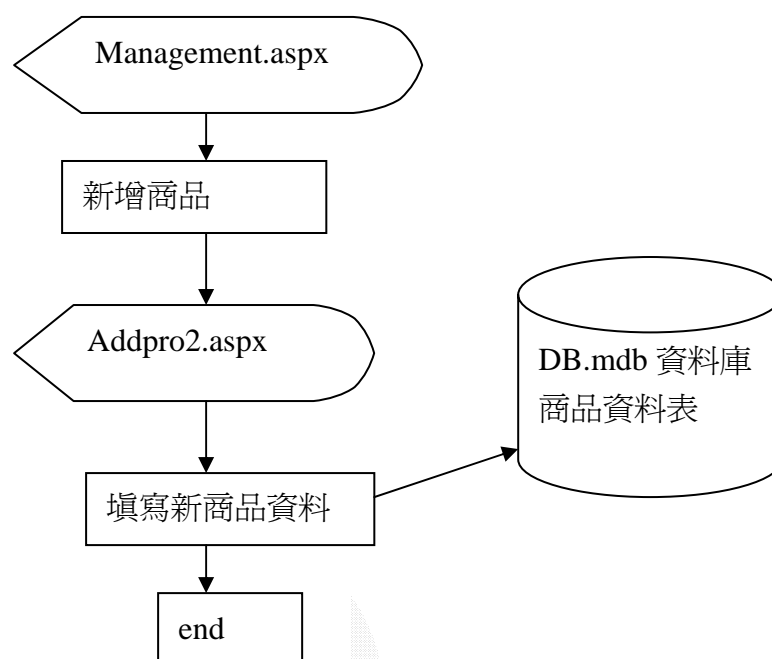 Management.aspx
新增商品
Addpro2.aspx
DB.mdb 資料庫
商品資料表
填寫新商品資料
end